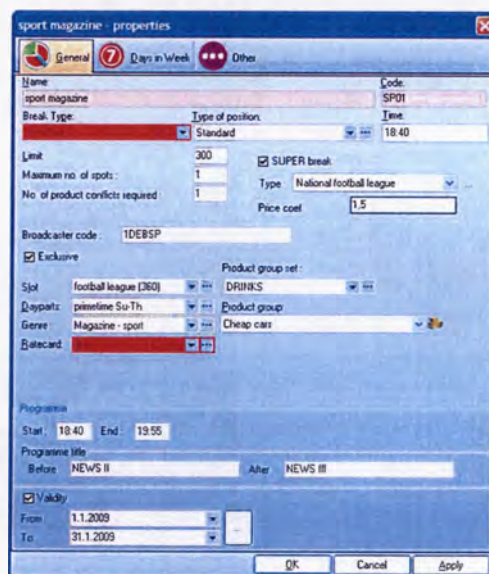 sport magazine - properties
General 7 Days in Week Other
Name: Code:
sport magazine SP01
Break Type: Type of position: Time:
Standard 18:40
Limit 300 SUPER break
Maximum no. of spots: 1 Type: National football league ...
No. of product conflicts required: 1 Price coef. 1,5
Broadcaster code: 1DEBSP
Exclusive Product group set:
Slot football league (360) DRINKS
Dayparts: primetime Su-Th Product group:
Genre: Magazine - sport Cheap cars
Ratecard:
Programme
Start: 18:40 End: 19:55
Programme title
Before NEWS II After NEWS III
Validity
From 1.1.2009 ...
To: 31.1.2009
OK Cancel Apply